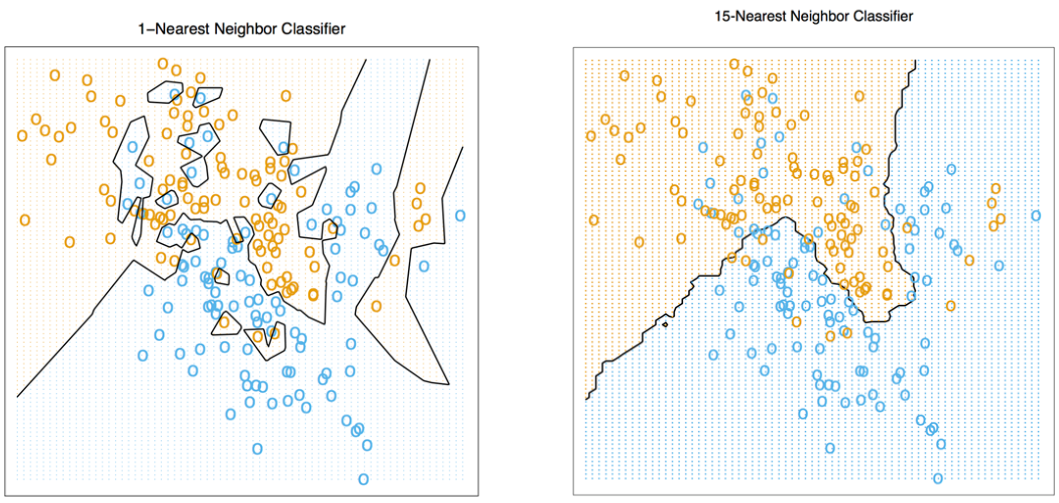 1–Nearest Neighbor Classifier
15-Nearest Neighbor Classifier